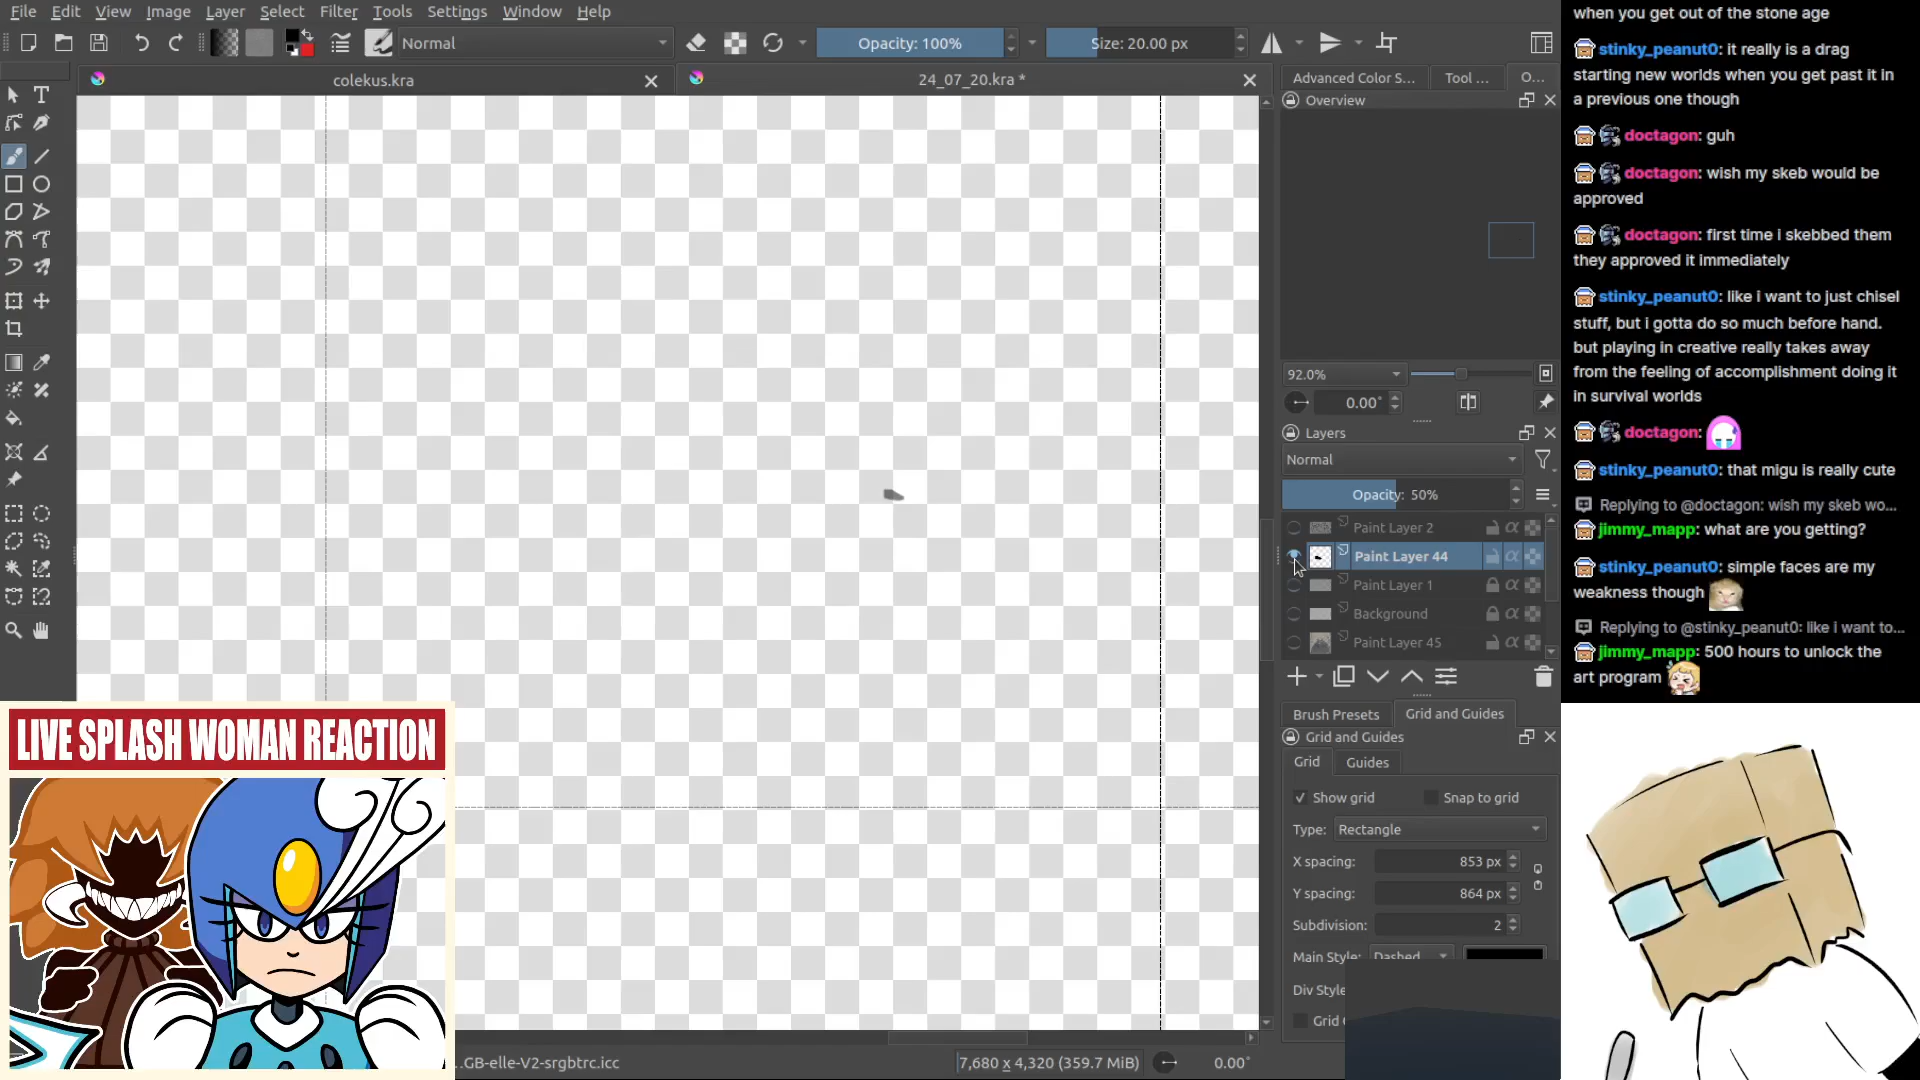 File Edit View Image Layer Select Filter Tools Settings Window Help
Normal
Opacity: 100%
Size: 20.00 px
colekus.kra
24_07_20.kra *
Advanced Color S...
Tool ...
O...
Overview
92.0%
0.00°
Layers
Normal
Opacity: 50%
Paint Layer 2
Paint Layer 44
Paint Layer 1
Background
Paint Layer 45
Brush Presets
Grid and Guides
Grid and Guides
Grid
Guides
Show grid
Snap to grid
Type: Rectangle
X spacing: 853 px
Y spacing: 864 px
Subdivision: 2
Main Style: Dashed
Div Style
Grid
...GB-elle-V2-srgbtrc.icc
7,680 x 4,320 (359.7 MiB)
0.00°
LIVE SPLASH WOMAN REACTION
when you get out of the stone age
stinky_peanut0: it really is a drag
starting new worlds when you get past it in
a previous one though
doctagon: guh
doctagon: wish my skeb would be
approved
doctagon: first time i skebbed them
they approved it immediately
stinky_peanut0: like i want to just chisel
stuff, but i gotta do so much before hand.
but playing in creative really takes away
from the feeling of accomplishment doing it
in survival worlds
doctagon:
stinky_peanut0: that migu is really cute
Replying to @doctagon: wish my skeb wo...
jimmy_mapp: what are you getting?
stinky_peanut0: simple faces are my
weakness though
Replying to @stinky_peanut0: like i want to...
jimmy_mapp: 500 hours to unlock the
art program